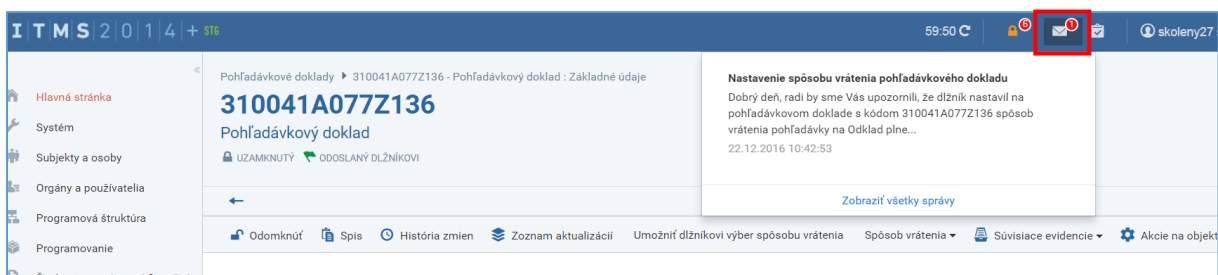 ITMS2014+ STG
59:50
6
1
skoleny27
Pohľadávkové doklady 310041A077Z136 - Pohľadávkový doklad : Základné údaje
310041A077Z136
Pohľadávkový doklad
UZAMKNUTÝ ODOSLANÝ DLŽNÍKOVI
Hlavná stránka
Systém
Subjekty a osoby
Orgány a používatelia
Programová štruktúra
Programovanie
Nastavenie spôsobu vrátenia pohľadávkového dokladu
Dobrý deň, radi by sme Vás upozornili, že dlžník nastavil na
pohľadávkovom doklade s kódom 310041A077Z136 spôsob
vrátenia pohľadávky na Odklad plne...
22.12.2016 10:42:53
Zobraziť všetky správy
Odomknúť Spis História zmien Zoznam aktualizácií Umožniť dlžníkovi výber spôsobu vrátenia Spôsob vrátenia Súvisiace evidencie Akcie na objekt